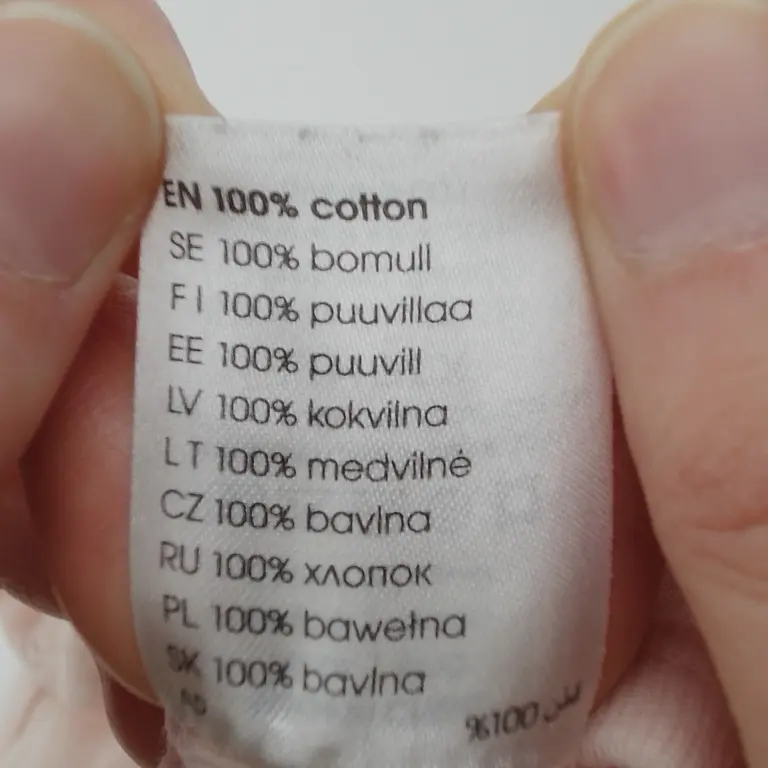 EN 100% cotton
SE 100% bomull
FI 100% puuvillaa
EE 100% puuvill
LV 100% kokvilna
LT 100% medvilnė
CZ 100% bavlna
RU 100% хлопок
PL 100% bawełna
SK 100% bavlna
%100